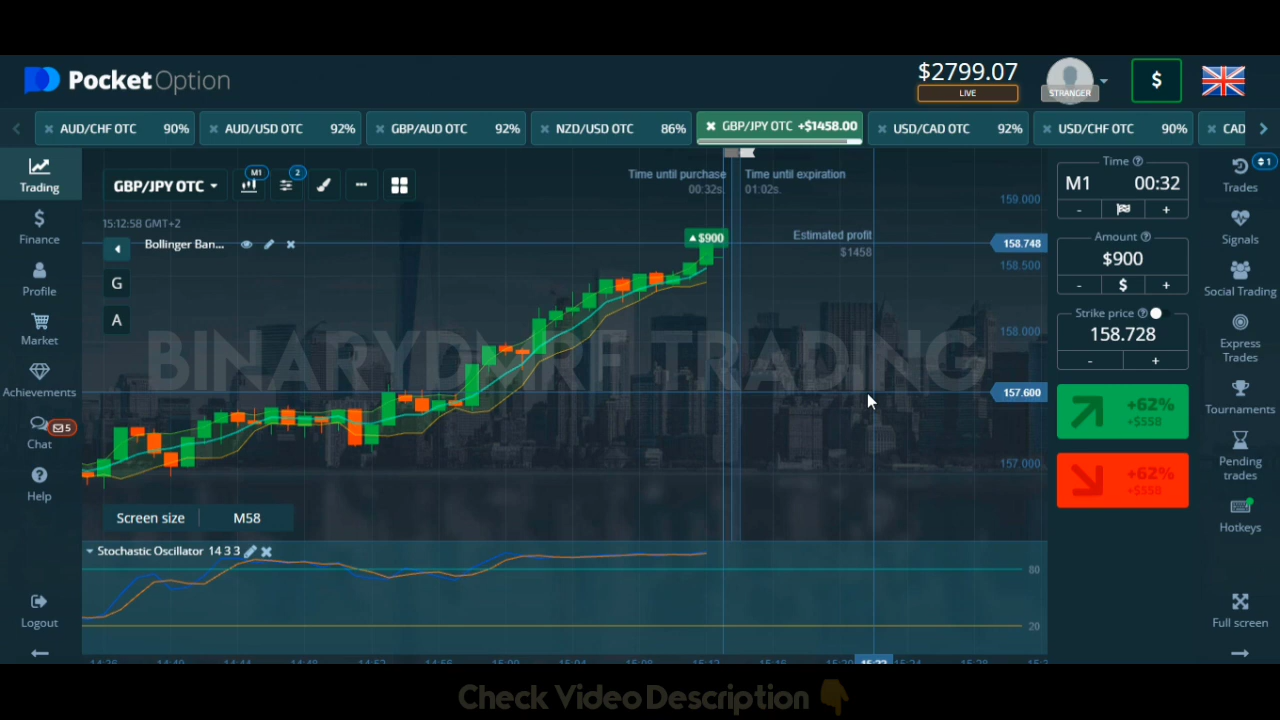 PocketOption
$2799.07
LIVE
STRANGER
$
AUD/CHF OTC 90%
AUD/USD OTC 92%
GBP/AUD OTC 92%
NZD/USD OTC 86%
GBP/JPY OTC +$1458.00
USD/CAD OTC 92%
USD/CHF OTC 90%
CAD
Trading
Finance
Profile
Market
Achievements
5
Chat
Help
Logout
GBP/JPY OTC
M1
2
15:12:58 GMT+2
Bollinger Ban...
G
A
Time until purchase
00:32s
Time until expiration
01:02s.
Estimated profit
$1458
$900
159.000
158.748
158.500
158.000
157.600
157.000
BINARYDMRF TRADING
Screen size M58
Stochastic Oscillator 14 3 3
80
20
Time
M1 00:32
- +
Amount
$900
- $ +
Strike price
158.728
- +
+62%
+$558
+62%
+$558
1
Trades
Signals
Social Trading
Express
Trades
Tournaments
Pending
trades
Hotkeys
Full screen
Check Video Description